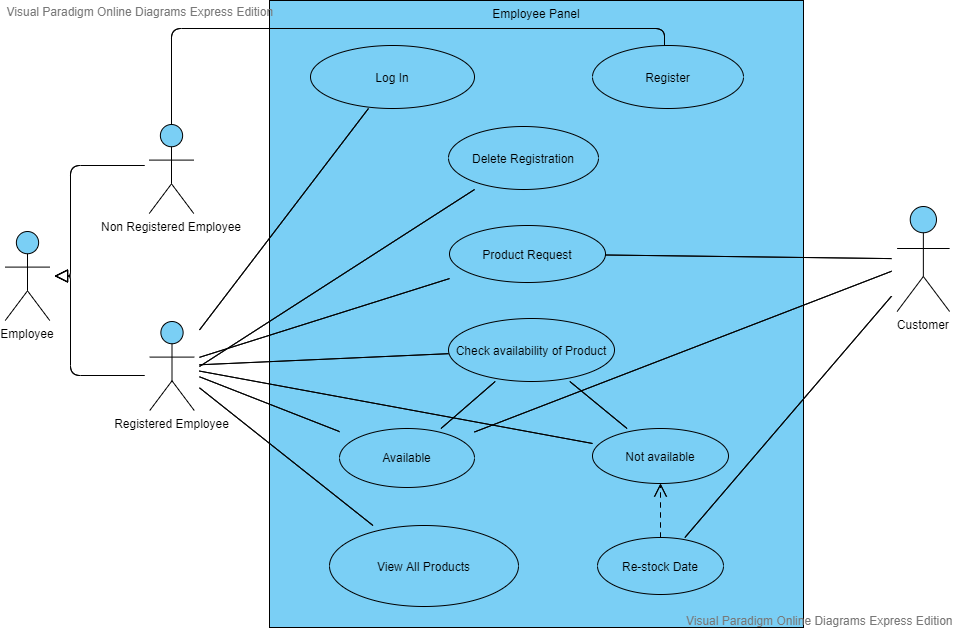 Visual Paradigm Online Diagrams Express Edition
Employee Panel
Log In
Register
Delete Registration
Non Registered Employee
Product Request
Employee
Customer
Check availability of Product
Registered Employee
Available
Not available
View All Products
Re-stock Date
Visual Paradigm Online Diagrams Express Edition